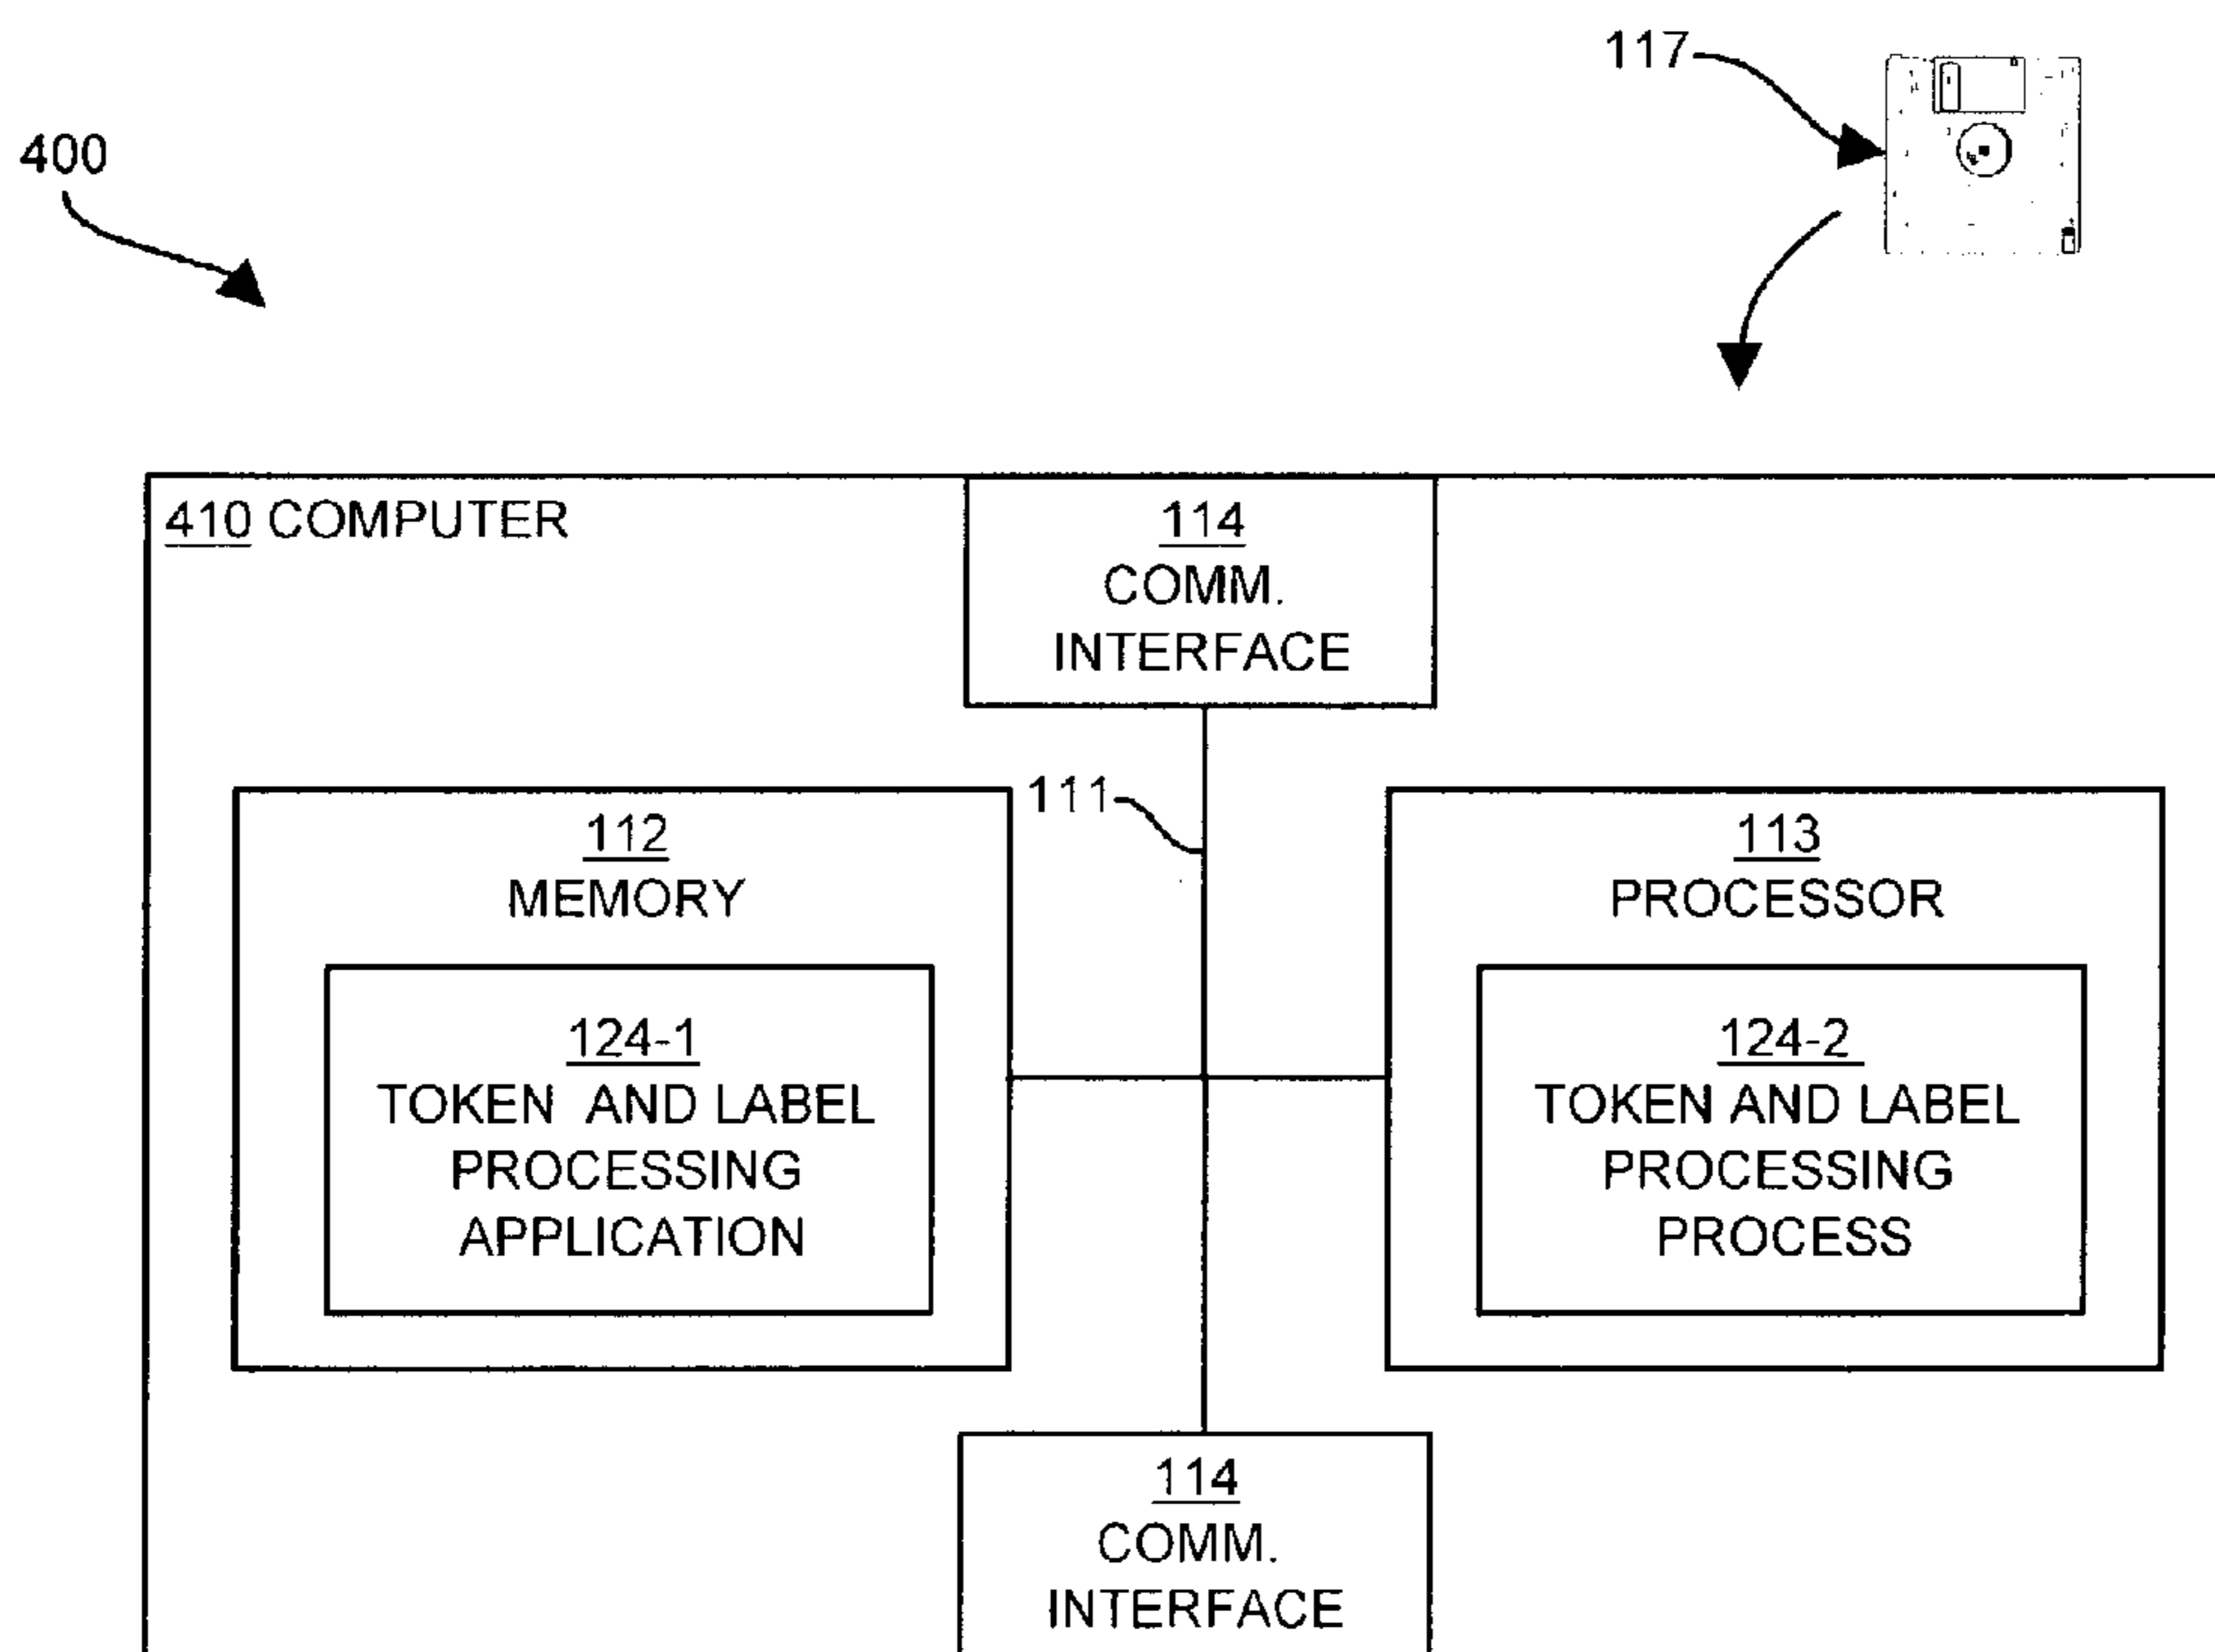 117
400
410 COMPUTER
114
COMM.
INTERFACE
111
112
MEMORY
113
PROCESSOR
124-1
TOKEN AND LABEL
PROCESSING
APPLICATION
124-2
TOKEN AND LABEL
PROCESSING
PROCESS
114
COMM.
INTERFACE